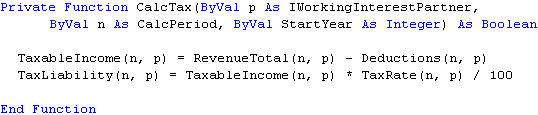 Private Function CalcTax(ByVal p As IWorkingInterestPartner,
ByVal n As CalcPeriod, ByVal StartYear As Integer) As Boolean
TaxableIncome(n, p) = RevenueTotal(n, p) - Deductions(n, p)
TaxLiability(n, p) = TaxableIncome(n, p) * TaxRate(n, p) / 100
End Function